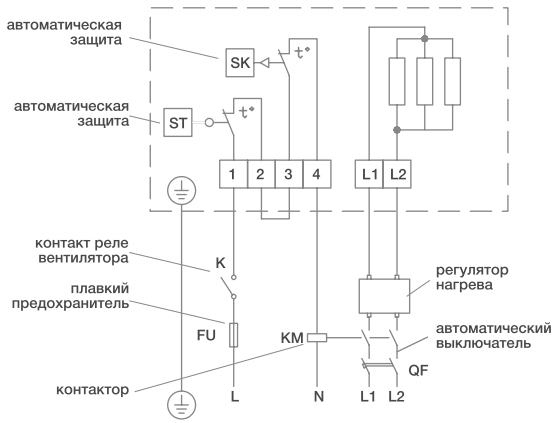 автоматическая
защита
SK
t°
автоматическая
защита
ST
t°
1 2 3 4 L1 L2
контакт реле
вентилятора
K
плавкий
предохранитель
FU
регулятор
нагрева
KM
автоматический
выключатель
QF
контактор
L N L1 L2